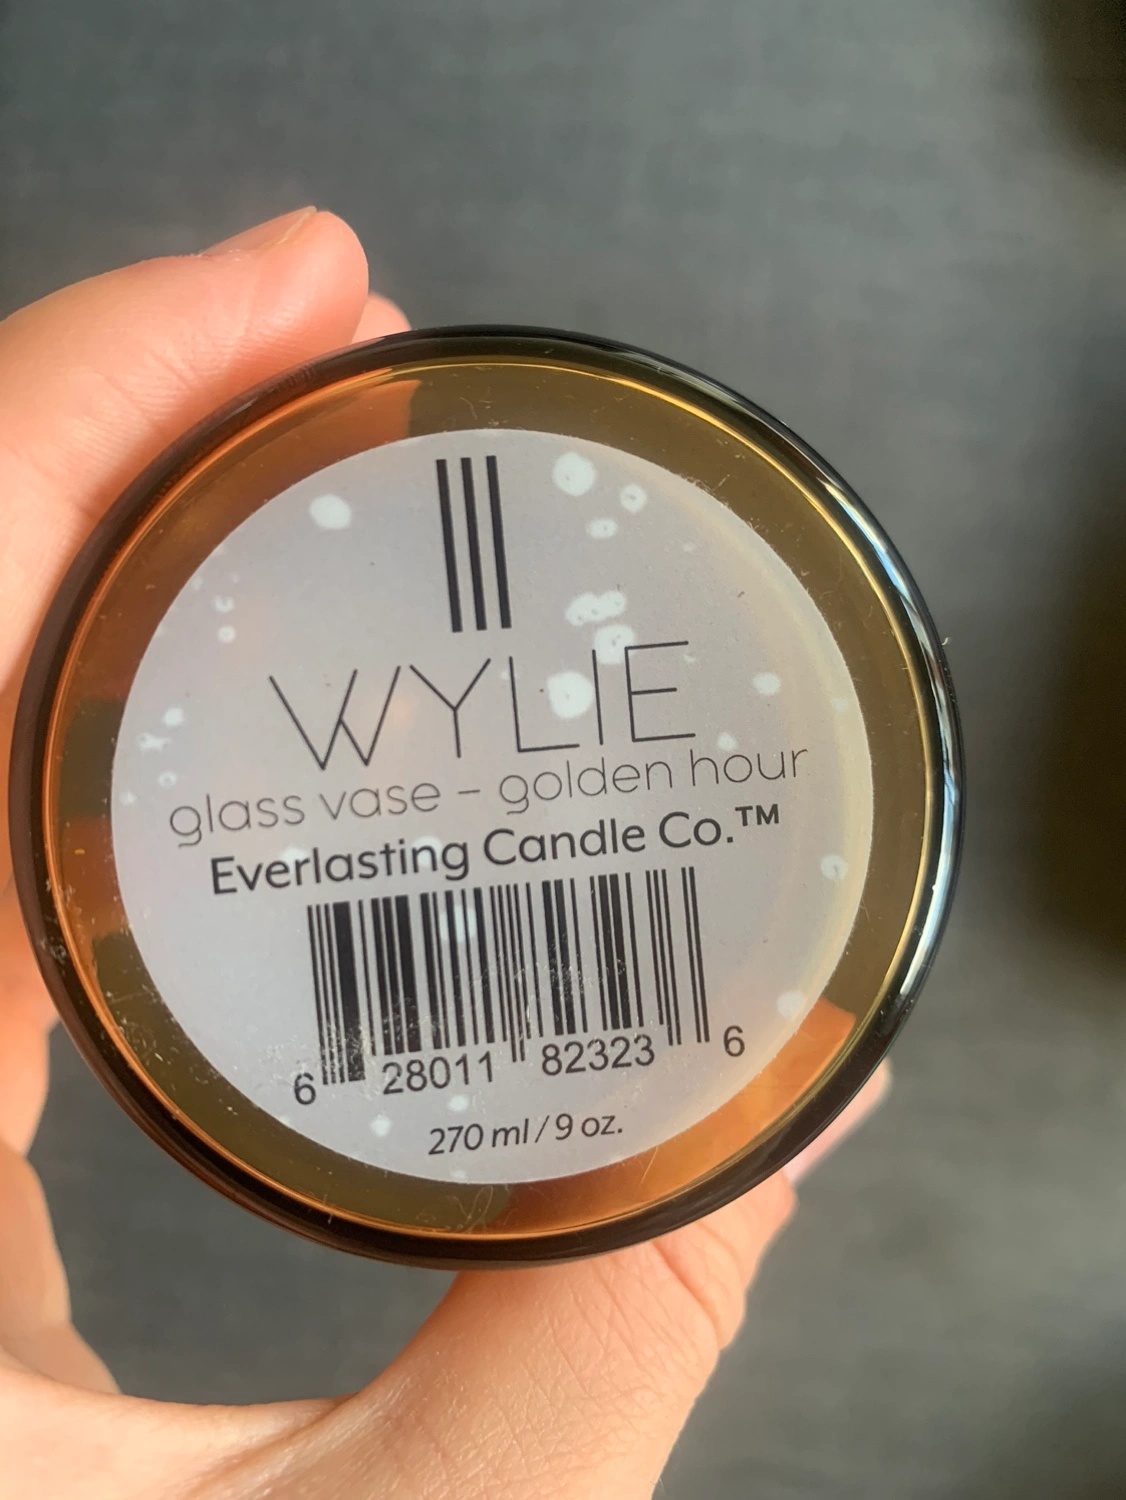 WYLIE
glass vase - golden hour
Everlasting Candle Co.™
6 28011 82323 6
270 ml / 9 oz.